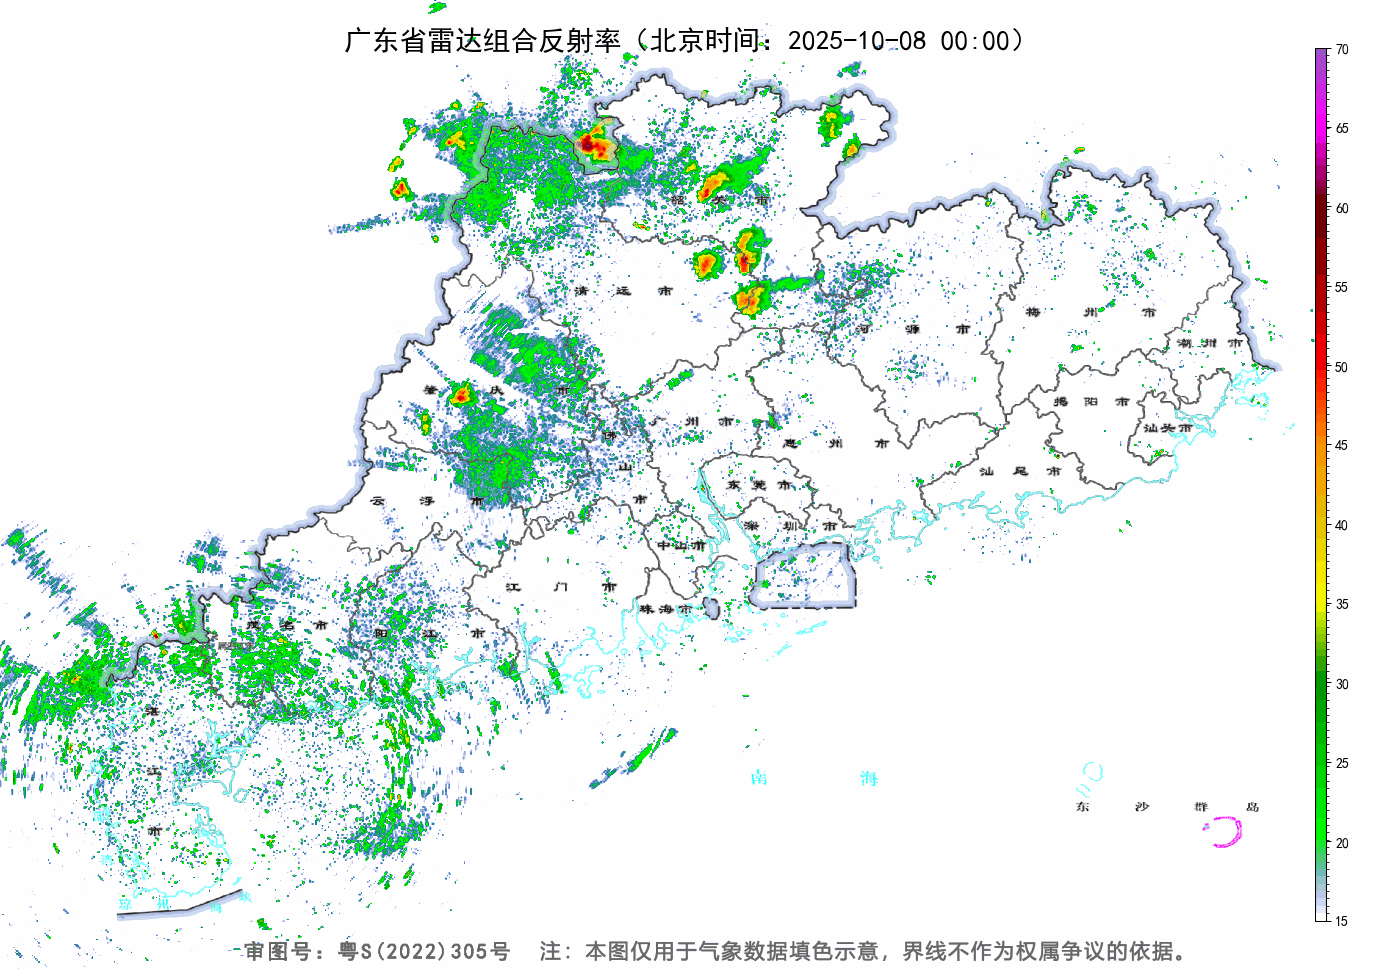 广东省雷达组合反射率（北京时间：2025-10-08 00:00）
70
65
60
55
50
45
40
35
30
25
20
15
韶 关 市
清 远 市
河 源 市
梅 州 市
潮 州 市
肇 庆 市
广 州 市
揭 阳 市
汕头市
佛 山 市
惠 州 市
汕 尾 市
云 浮 市
东 莞 市
深 圳 市
中山市
江 门 市
珠海市
茂 名 市
阳 江 市
湛 江 市
南 海
东 沙 群 岛
琼 州 海 峡
审图号：粤S(2022)305号 注：本图仅用于气象数据填色示意，界线不作为权属争议的依据。